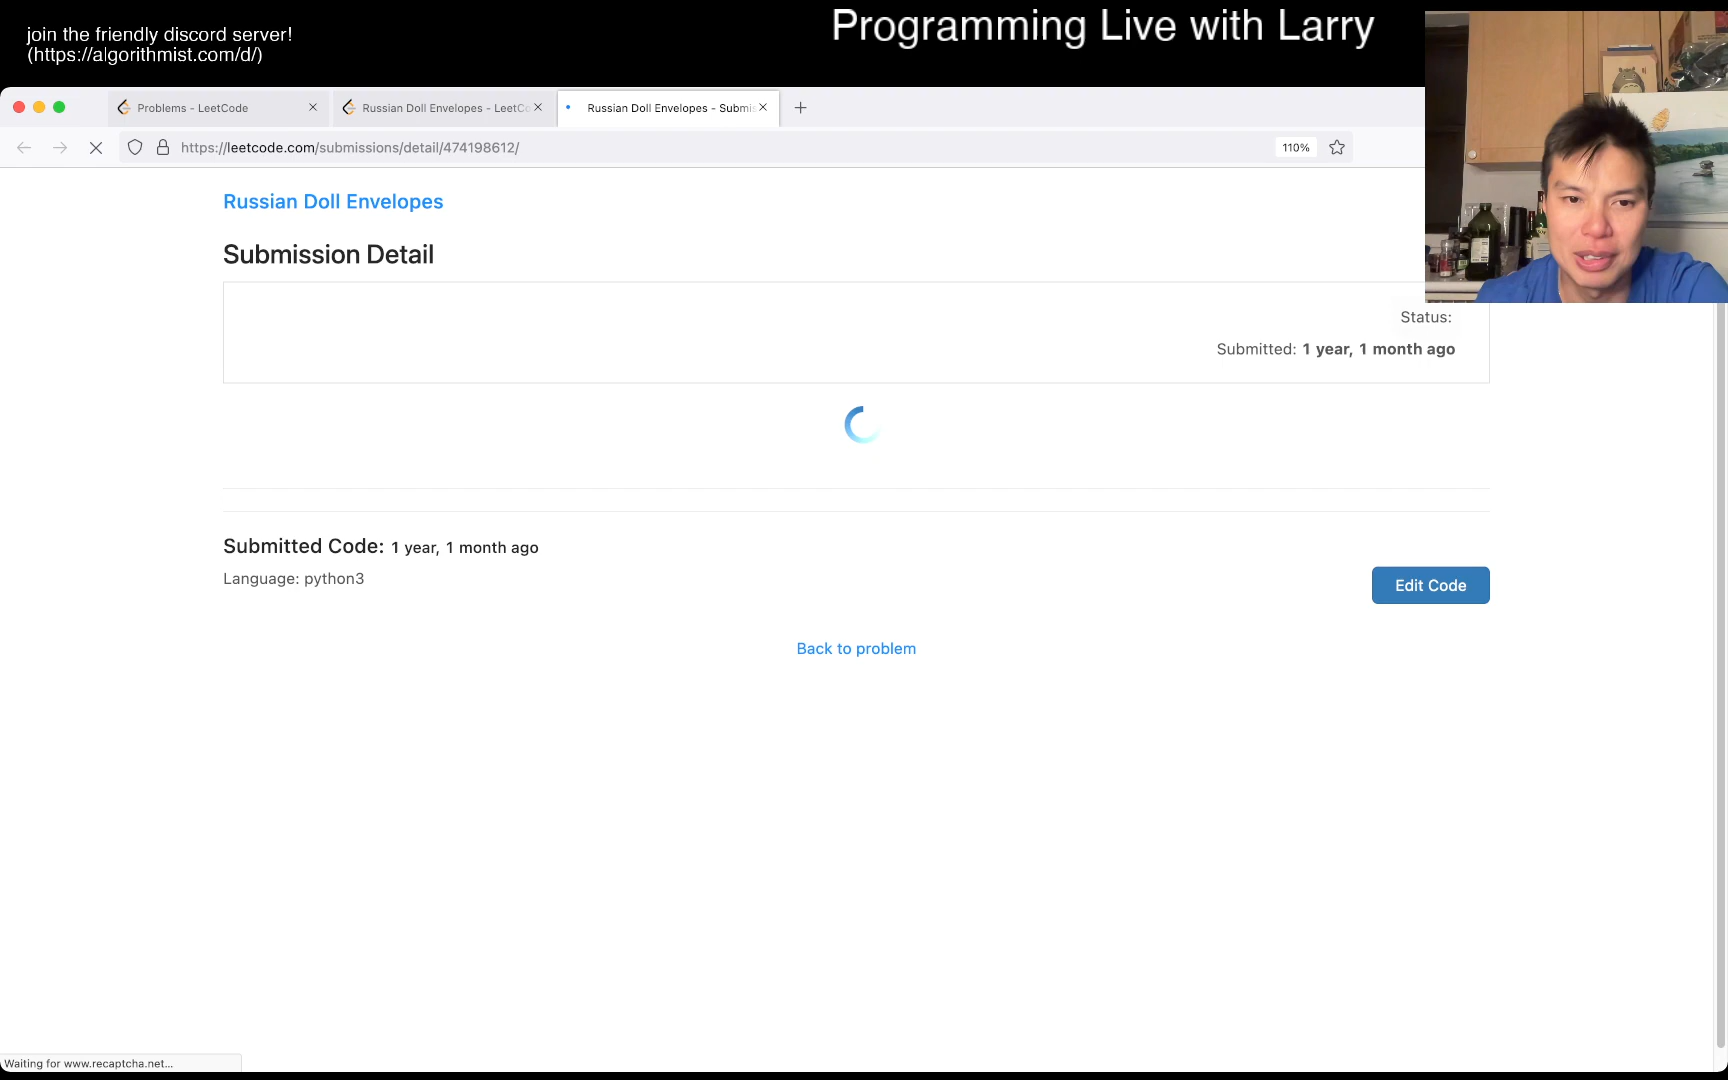 join the friendly discord server!
(https://algorithmist.com/d/)
Programming Live with Larry
Problems - LeetCode
Russian Doll Envelopes - LeetCo
Russian Doll Envelopes - Submis
https://leetcode.com/submissions/detail/474198612/
110%
Russian Doll Envelopes
Submission Detail
Status:
Submitted: 1 year, 1 month ago
Submitted Code: 1 year, 1 month ago
Language: python3
Edit Code
Back to problem
Waiting for www.recaptcha.net...